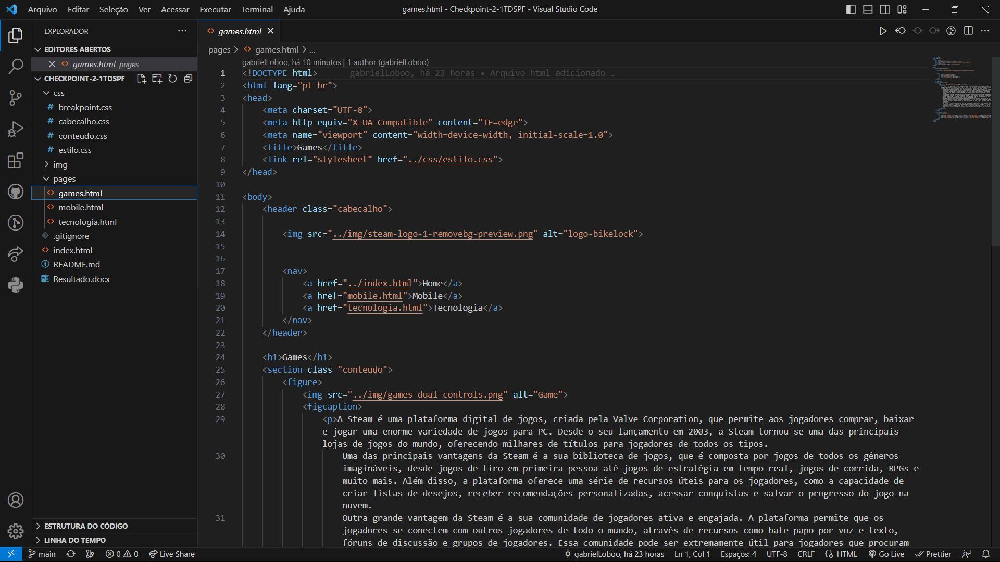 Arquivo Editar Seleção Ver Acessar Executar Terminal Ajuda
games.html - Checkpoint-2-1TDSPF - Visual Studio Code
EXPLORADOR
EDITORES ABERTOS
games.html pages
CHECKPOINT-2-1TDSPF
css
breakpoint.css
cabecalho.css
conteudo.css
estilo.css
img
pages
games.html
mobile.html
tecnologia.html
.gitignore
index.html
README.md
Resultado.docx
ESTRUTURA DO CÓDIGO
LINHA DO TEMPO
games.html
pages > games.html > ...
gabrielLoboo, há 10 minutos | 1 author (gabrielLoboo)
1 <!DOCTYPE html> gabrielLoboo, há 23 horas • Arquivo html adicionado …
2 <html lang="pt-br">
3 <head>
4 <meta charset="UTF-8">
5 <meta http-equiv="X-UA-Compatible" content="IE=edge">
6 <meta name="viewport" content="width=device-width, initial-scale=1.0">
7 <title>Games</title>
8 <link rel="stylesheet" href="../css/estilo.css">
9 </head>
10
11 <body>
12 <header class="cabecalho">
13
14 <img src="../img/steam-logo-1-removebg-preview.png" alt="logo-bikelock">
15
16
17 <nav>
18 <a href="../index.html">Home</a>
19 <a href="mobile.html">Mobile</a>
20 <a href="tecnologia.html">Tecnologia</a>
21 </nav>
22 </header>
23
24 <h1>Games</h1>
25 <section class="conteudo">
26 <figure>
27 <img src="../img/games-dual-controls.png" alt="Game">
28 <figcaption>
29 <p>A Steam é uma plataforma digital de jogos, criada pela Valve Corporation, que permite aos jogadores comprar, baixar
e jogar uma enorme variedade de jogos para PC. Desde o seu lançamento em 2003, a Steam tornou-se uma das principais
lojas de jogos do mundo, oferecendo milhares de títulos para jogadores de todos os tipos.
30 Uma das principais vantagens da Steam é a sua biblioteca de jogos, que é composta por jogos de todos os gêneros
imagináveis, desde jogos de tiro em primeira pessoa até jogos de estratégia em tempo real, jogos de corrida, RPGs e
muito mais. Além disso, a plataforma oferece uma série de recursos úteis para os jogadores, como a capacidade de
criar listas de desejos, receber recomendações personalizadas, acessar conquistas e salvar o progresso do jogo na
nuvem.
31 Outra grande vantagem da Steam é a sua comunidade de jogadores ativa e engajada. A plataforma permite que os
jogadores se conectem com outros jogadores de todo o mundo, através de recursos como bate-papo por voz e texto,
fóruns de discussão e grupos de jogadores. Essa comunidade pode ser extremamente útil para jogadores que procuram
main 0 0 Live Share gabrielLoboo, há 23 horas Ln 1, Col 1 Espaços: 4 UTF-8 CRLF HTML Go Live Prettier